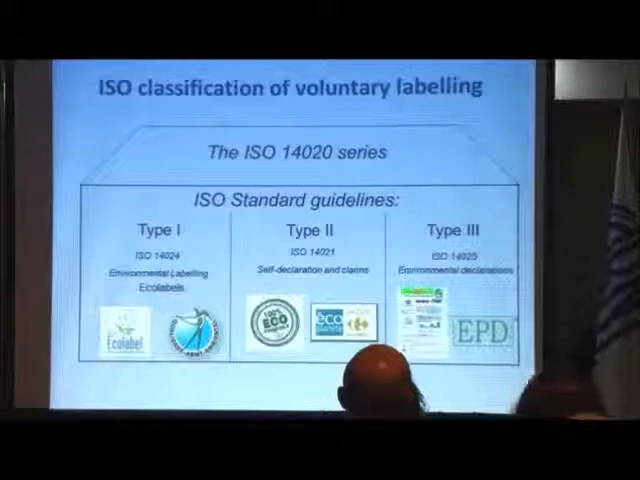 ISO classification of voluntary labelling
The ISO 14020 series
ISO Standard guidelines:
Type I
ISO 14024
Environmental Labelling
Ecolabels
Ecolabel
Type II
ISO 14021
Self-declaration and claims
100%
ECO
eco
Type III
ISO 14025
Environmental declarations
EPD